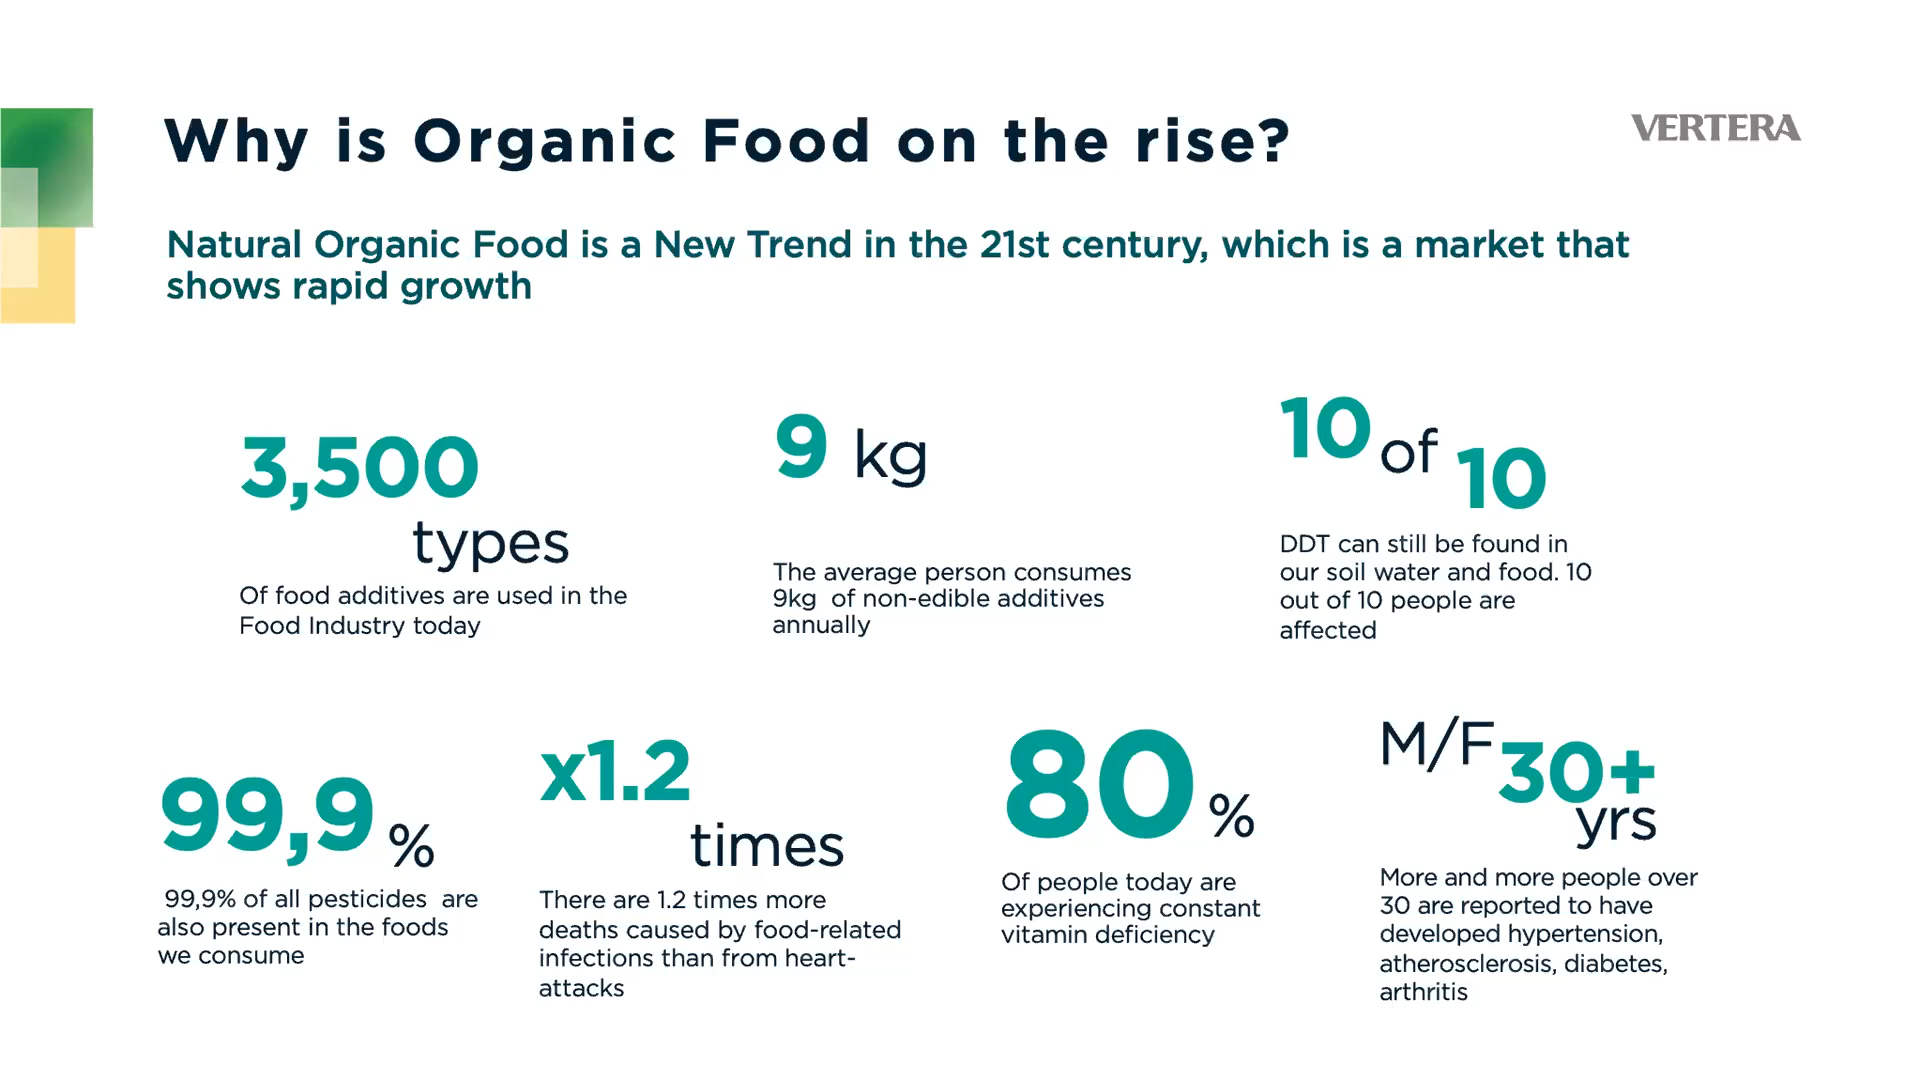 Why is Organic Food on the rise?
VERTERA
Natural Organic Food is a New Trend in the 21st century, which is a market that
shows rapid growth
3,500
types
Of food additives are used in the
Food Industry today
9 kg
The average person consumes
9kg of non-edible additives
annually
10 of 10
DDT can still be found in
our soil water and food. 10
out of 10 people are
affected
99,9 %
99,9% of all pesticides are
also present in the foods
we consume
x1.2
times
There are 1.2 times more
deaths caused by food-related
infections than from heart-
attacks
80 %
Of people today are
experiencing constant
vitamin deficiency
M/F 30+
yrs
More and more people over
30 are reported to have
developed hypertension,
atherosclerosis, diabetes,
arthritis